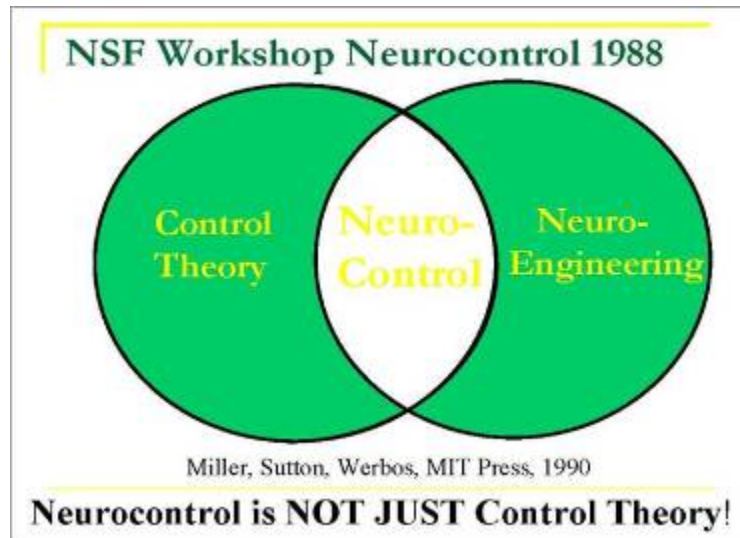 NSF Workshop Neurocontrol 1988
Control
Theory
Neuro-
Control
Neuro-
Engineering
Miller, Sutton, Werbos, MIT Press, 1990
Neurocontrol is NOT JUST Control Theory!